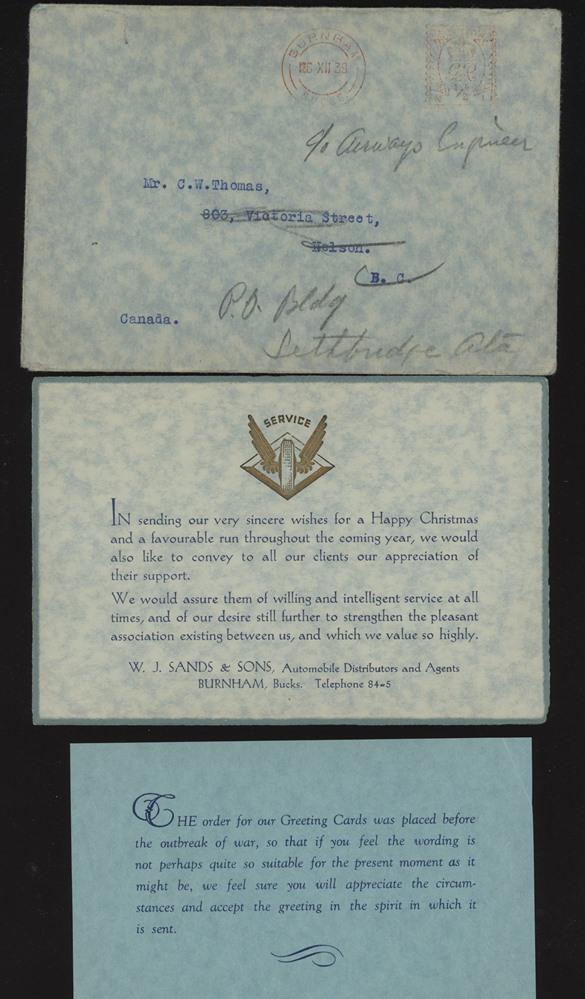 BURNHAM
6 XII 39
c/o Airways Engineer
Mr. C.W.Thomas,
803, Victoria Street,
Nelson.
B. C.
Canada.
P.O. Bldg
Lethbridge Alta
SERVICE
IN sending our very sincere wishes for a Happy Christmas
and a favourable run throughout the coming year, we would
also like to convey to all our clients our appreciation of
their support.
We would assure them of willing and intelligent service at all
times, and of our desire still further to strengthen the pleasant
association existing between us, and which we value so highly.
W. J. SANDS & SONS, Automobile Distributors and Agents
BURNHAM, Bucks. Telephone 84-5
THE order for our Greeting Cards was placed before
the outbreak of war, so that if you feel the wording is
not perhaps quite so suitable for the present moment as it
might be, we feel sure you will appreciate the circum-
stances and accept the greeting in the spirit in which it
is sent.